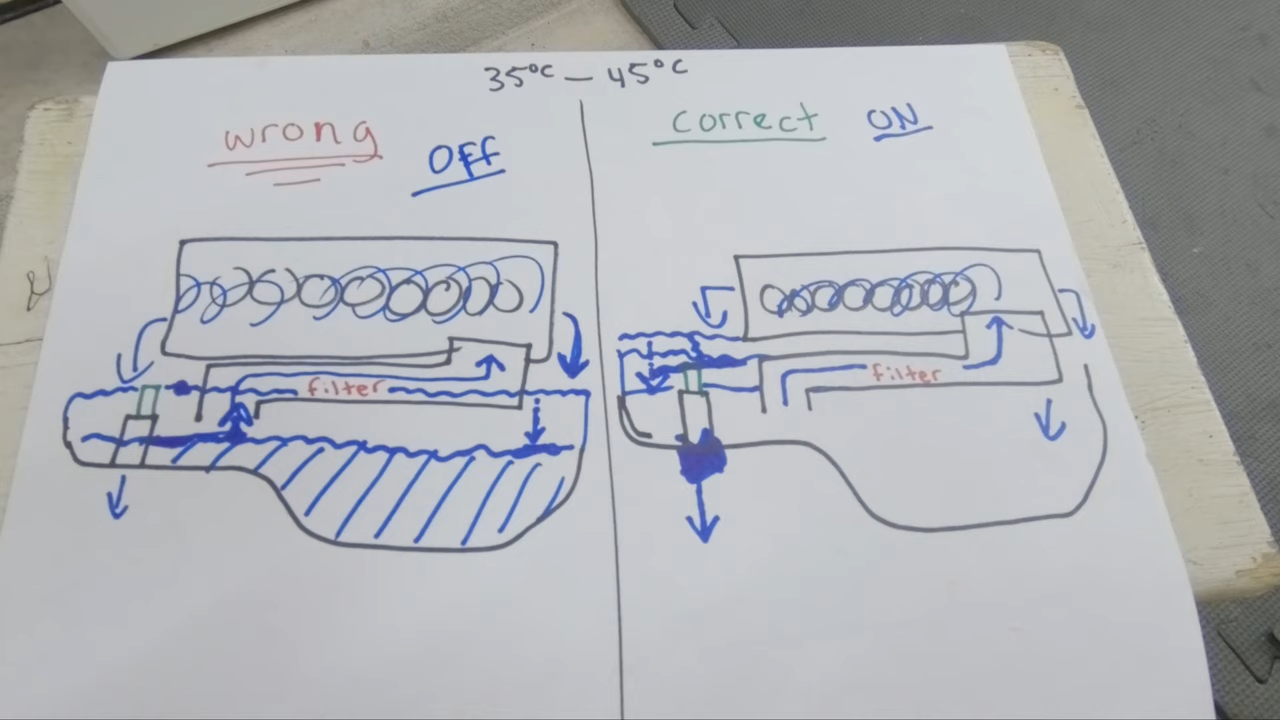 35°C — 45°C
wrong
OFF
correct
ON
filter
filter